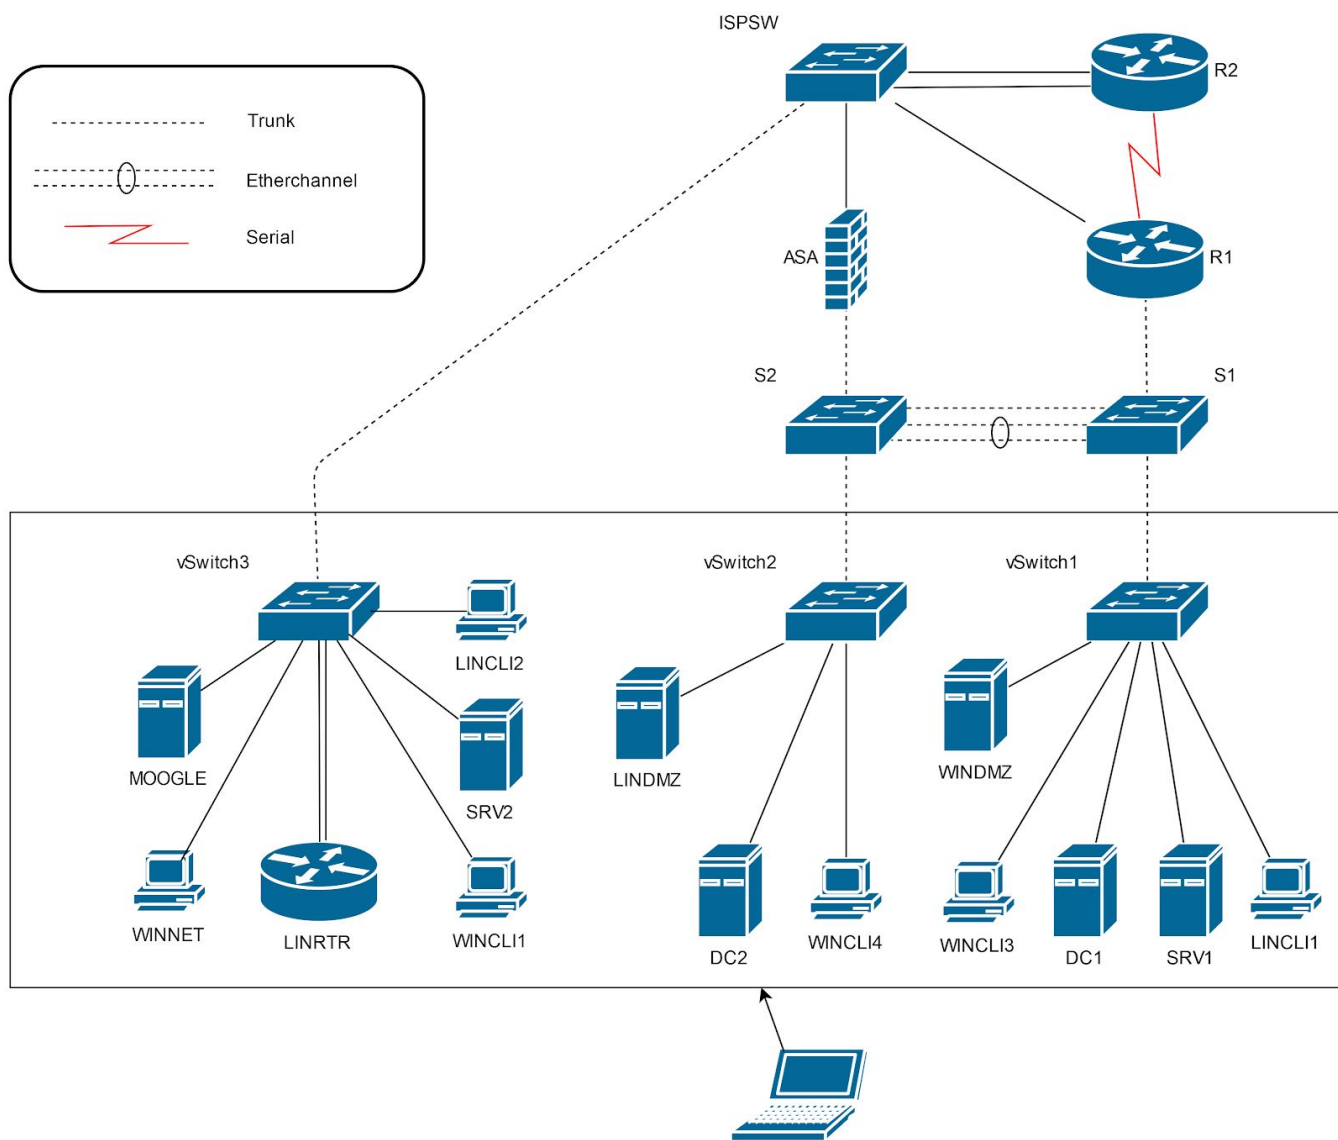 ISPSW
R2
Trunk
Etherchannel
Serial
ASA
R1
S2
S1
vSwitch3
vSwitch2
vSwitch1
LINCLI2
MOOGLE
LINDMZ
WINDMZ
SRV2
WINNET
LINRTR
WINCLI1
DC2
WINCLI4
WINCLI3
DC1
SRV1
LINCLI1